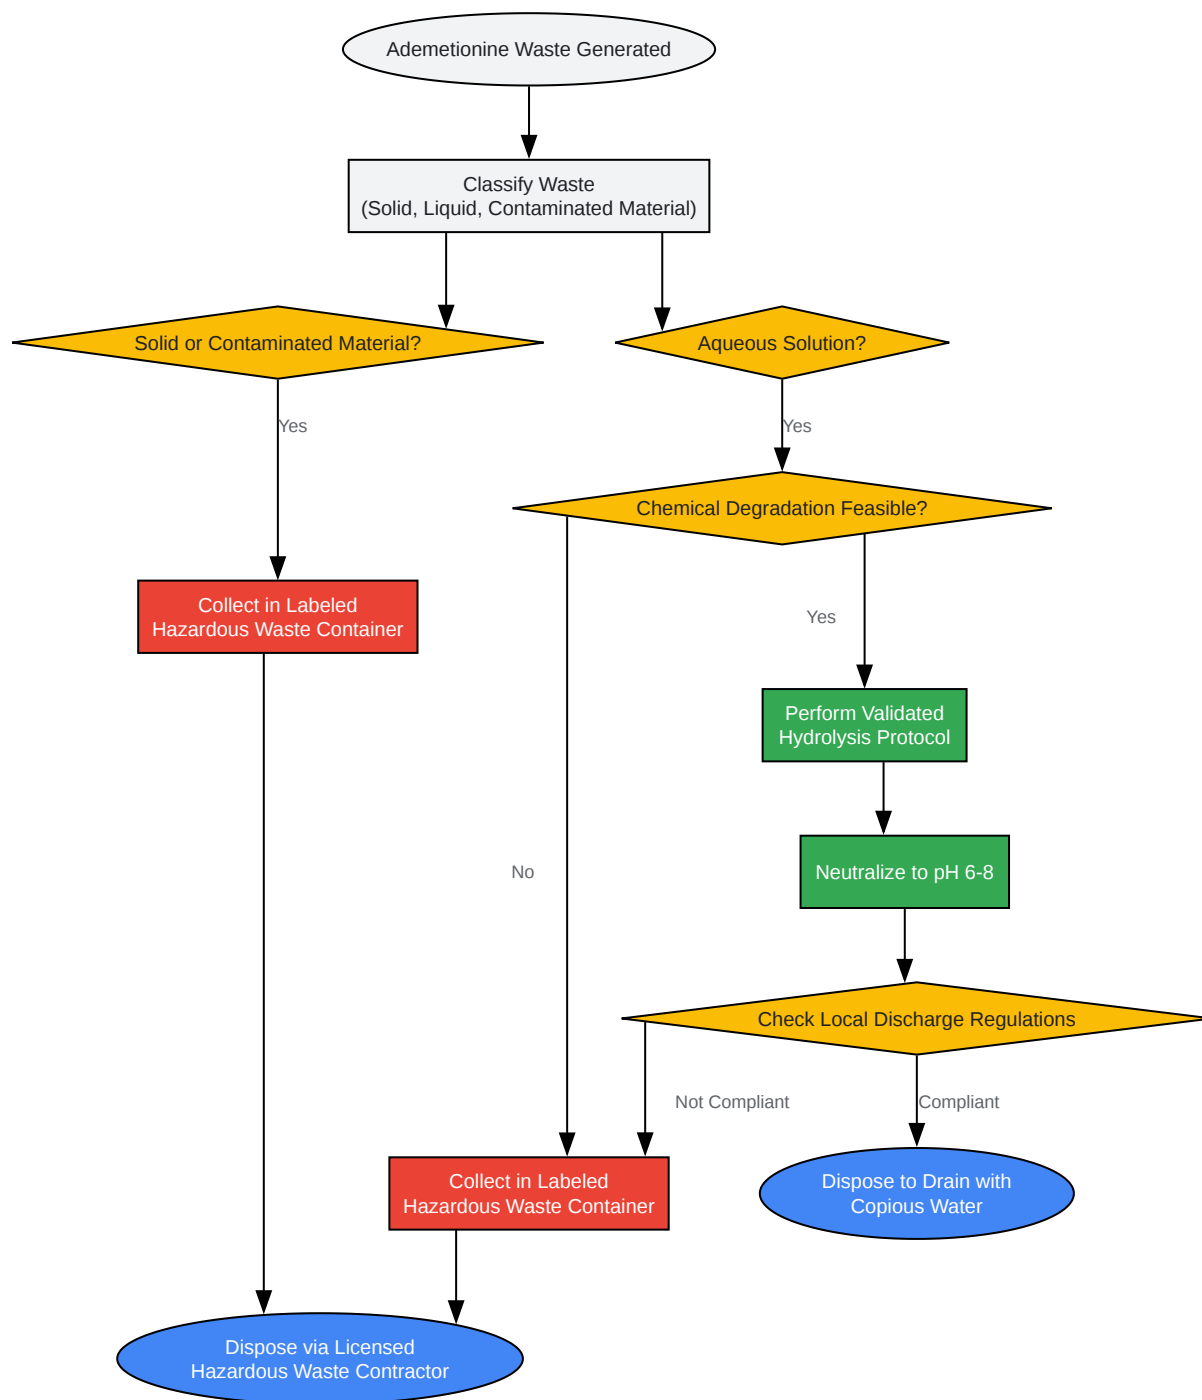 Ademetionine Waste Generated
Classify Waste
(Solid, Liquid, Contaminated Material)
Solid or Contaminated Material?
Aqueous Solution?
Yes
Yes
Chemical Degradation Feasible?
Collect in Labeled
Hazardous Waste Container
Yes
Perform Validated
Hydrolysis Protocol
No
Neutralize to pH 6-8
Check Local Discharge Regulations
Not Compliant
Compliant
Collect in Labeled
Hazardous Waste Container
Dispose to Drain with
Copious Water
Dispose via Licensed
Hazardous Waste Contractor